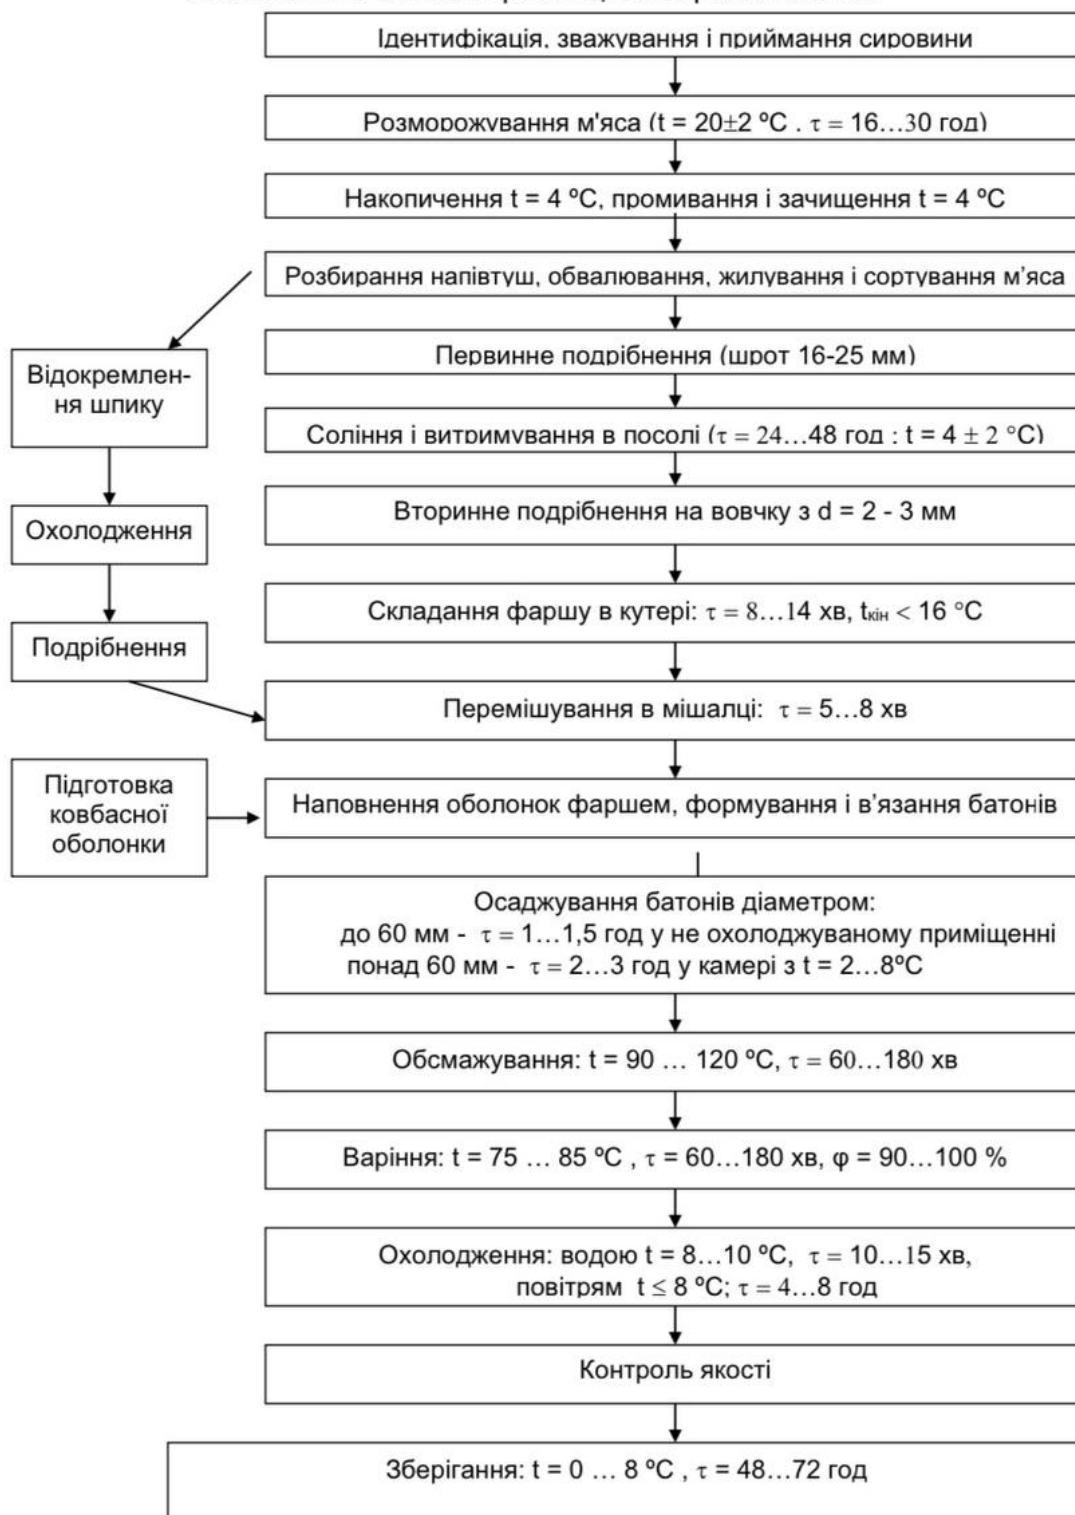 Ідентифікація, зважування і приймання сировини
Розморожування м'яса (t = 20±2 ºС , τ = 16…30 год)
Накопичення t = 4 ºС, промивання і зачищення t = 4 ºС
Розбирання напівтуш, обвалювання, жилування і сортування м’яса
Первинне подрібнення (шрот 16-25 мм)
Відокремлен-
ня шпику
Соління і витримування в посолі (τ = 24…48 год ; t = 4 ± 2 °С)
Вторинне подрібнення на вовчку з d = 2 - 3 мм
Охолодження
Складання фаршу в кутері: τ = 8…14 хв, tкін < 16 °С
Подрібнення
Перемішування в мішалці: τ = 5…8 хв
Підготовка
ковбасної
оболонки
Наповнення оболонок фаршем, формування і в’язання батонів
Осаджування батонів діаметром:
до 60 мм - τ = 1…1,5 год у не охолоджуваному приміщенні
понад 60 мм - τ = 2…3 год у камері з t = 2…8ºС
Обсмажування: t = 90 … 120 ºС, τ = 60…180 хв
Варіння: t = 75 … 85 ºС , τ = 60…180 хв, φ = 90…100 %
Охолодження: водою t = 8…10 ºС, τ = 10…15 хв,
повітрям t ≤ 8 ºС; τ = 4…8 год
Контроль якості
Зберігання: t = 0 … 8 ºС , τ = 48…72 год